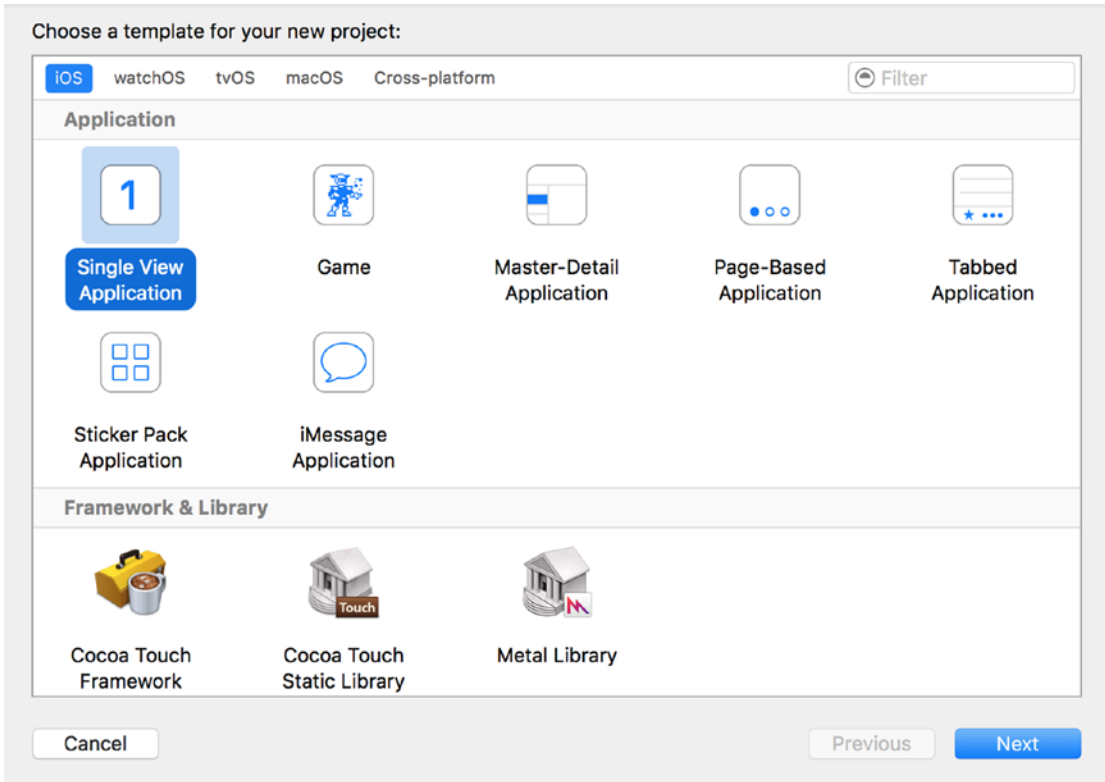 Choose a template for your new project:
iOS watchOS tvOS macOS Cross-platform Filter
Application
1
Single View Application
Game
Master-Detail Application
Page-Based Application
Tabbed Application
Sticker Pack Application
iMessage Application
Framework & Library
Cocoa Touch Framework
Touch
Cocoa Touch Static Library
Metal Library
Cancel Previous Next